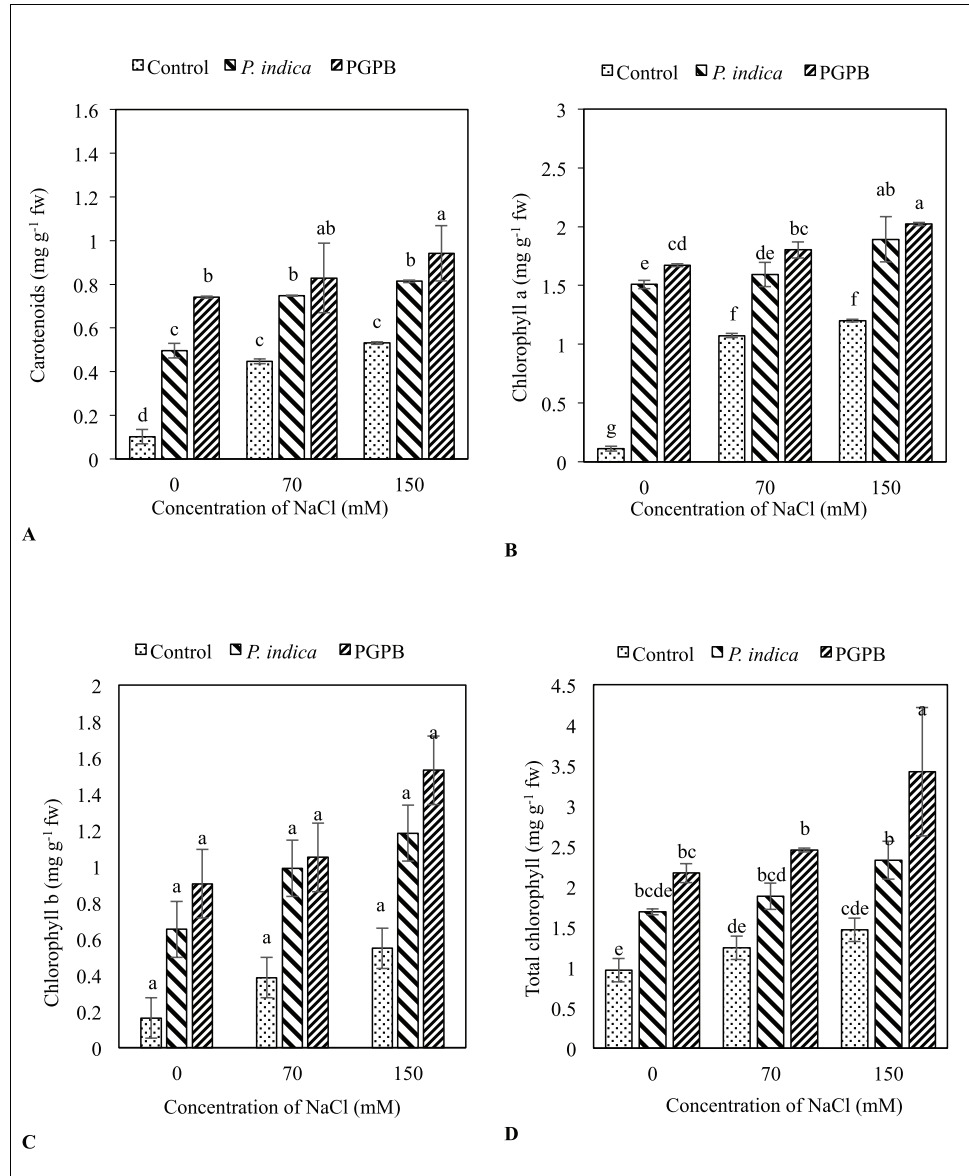 Control P. indica PGPB
1.6
1.4
1.2
1
0.8
0.6
0.4
0.2
0
Carotenoids (mg g-1 fw)
d c b
c b ab
c b a
0 70 150
Concentration of NaCl (mM)
A
Control P. indica PGPB
3
2.5
2
1.5
1
0.5
0
Chlorophyll a (mg g-1 fw)
g e cd
f de bc
f ab a
0 70 150
Concentration of NaCl (mM)
B
Control P. indica PGPB
2
1.8
1.6
1.4
1.2
1
0.8
0.6
0.4
0.2
0
Chlorophyll b (mg g-1 fw)
a a a
a a a
a a a
0 70 150
Concentration of NaCl (mM)
C
Control P. indica PGPB
4.5
4
3.5
3
2.5
2
1.5
1
0.5
0
Total chlorophyll (mg g-1 fw)
e bcde bc
de bcd b
cde b a
0 70 150
Concentration of NaCl (mM)
D